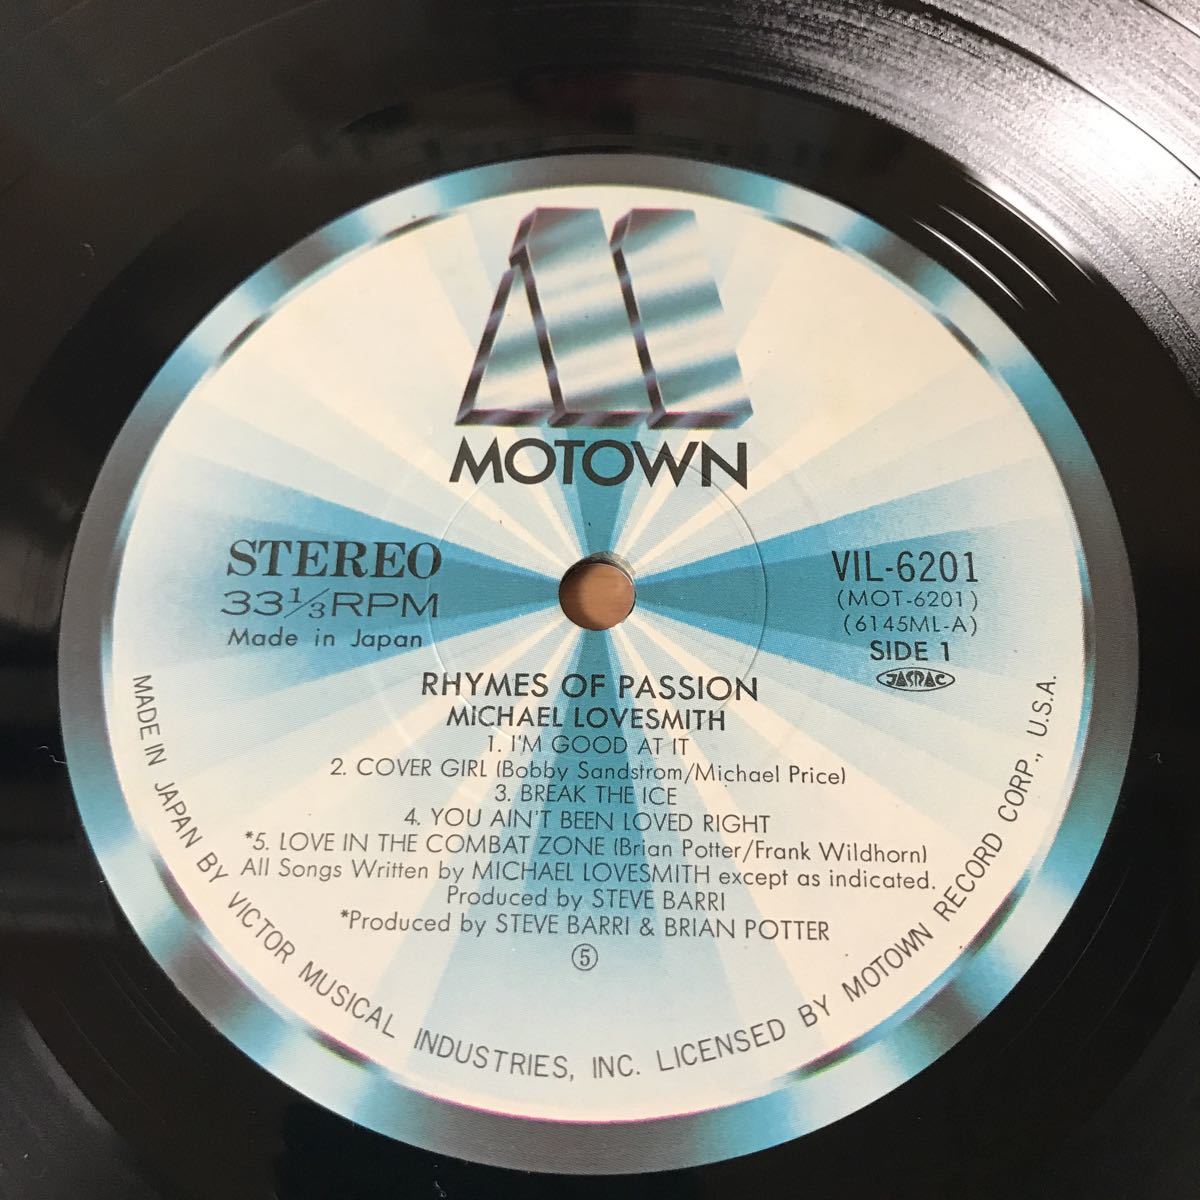 MOTOWN
STEREO
33⅓RPM
Made in Japan
VIL-6201
(MOT-6201)
(6145ML-A)
SIDE 1
JASRAC
RHYMES OF PASSION
MICHAEL LOVESMITH
1. I'M GOOD AT IT
2. COVER GIRL (Bobby Sandstrom/Michael Price)
3. BREAK THE ICE
4. YOU AIN'T BEEN LOVED RIGHT
*5. LOVE IN THE COMBAT ZONE (Brian Potter/Frank Wildhorn)
All Songs Written by MICHAEL LOVESMITH except as indicated.
Produced by STEVE BARRI
*Produced by STEVE BARRI & BRIAN POTTER
⑤
MADE IN JAPAN BY VICTOR MUSICAL INDUSTRIES, INC. LICENSED BY MOTOWN RECORD CORP., U.S.A.